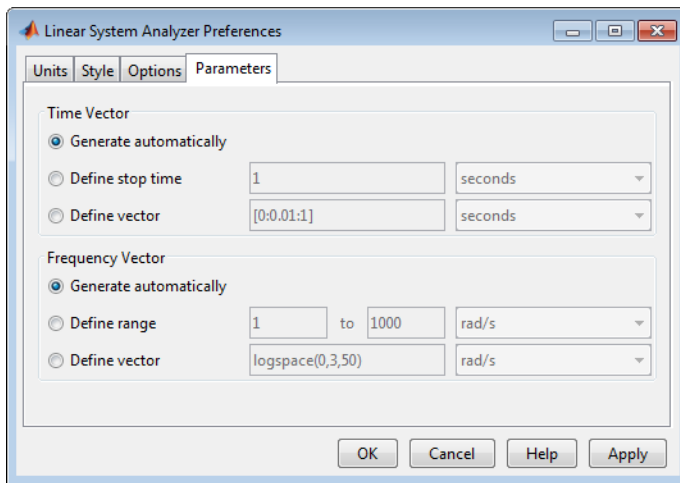 Linear System Analyzer Preferences
Units Style Options Parameters
Time Vector
Generate automatically
Define stop time 1 seconds
Define vector [0:0.01:1] seconds
Frequency Vector
Generate automatically
Define range 1 to 1000 rad/s
Define vector logspace(0,3,50) rad/s
OK Cancel Help Apply